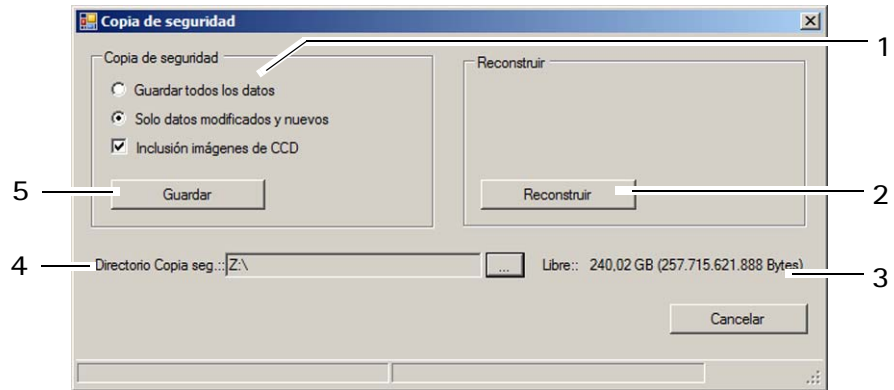 Copia de seguridad
1
Copia de seguridad
Reconstruir
Guardar todos los datos
Solo datos modificados y nuevos
Inclusión imágenes de CCD
5
Guardar
Reconstruir
2
4
Directorio Copia seg.::
Z:\
...
Libre:: 240,02 GB (257.715.621.888 Bytes)
3
Cancelar